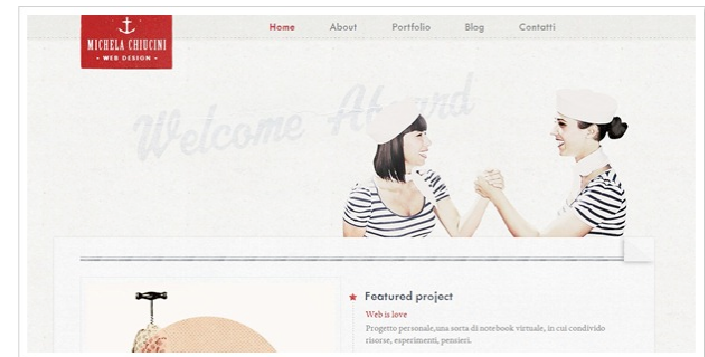 MICHELA CHIUCINI
• WEB DESIGN •
Home About Portfolio Blog Contatti
Welcome Aboard
Featured project
Web is love
Progetto personale,una sorta di notebook virtuale, in cui condivido
risorse, esperimenti, pensieri.